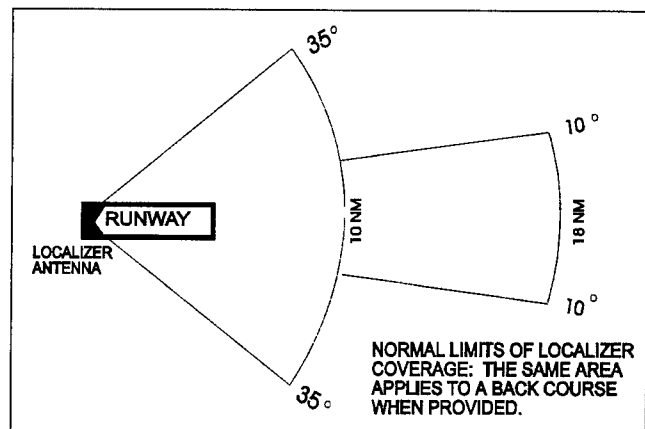 35°
10°
RUNWAY
10 NM
18 NM
LOCALIZER
ANTENNA
10°
35°
NORMAL LIMITS OF LOCALIZER
COVERAGE: THE SAME AREA
APPLIES TO A BACK COURSE
WHEN PROVIDED.